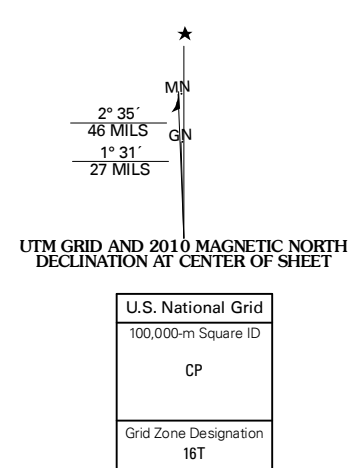 MN
2° 35´
46 MILS
GN
1° 31´
27 MILS
UTM GRID AND 2010 MAGNETIC NORTH
DECLINATION AT CENTER OF SHEET
U.S. National Grid
100,000-m Square ID
CP
Grid Zone Designation
16T